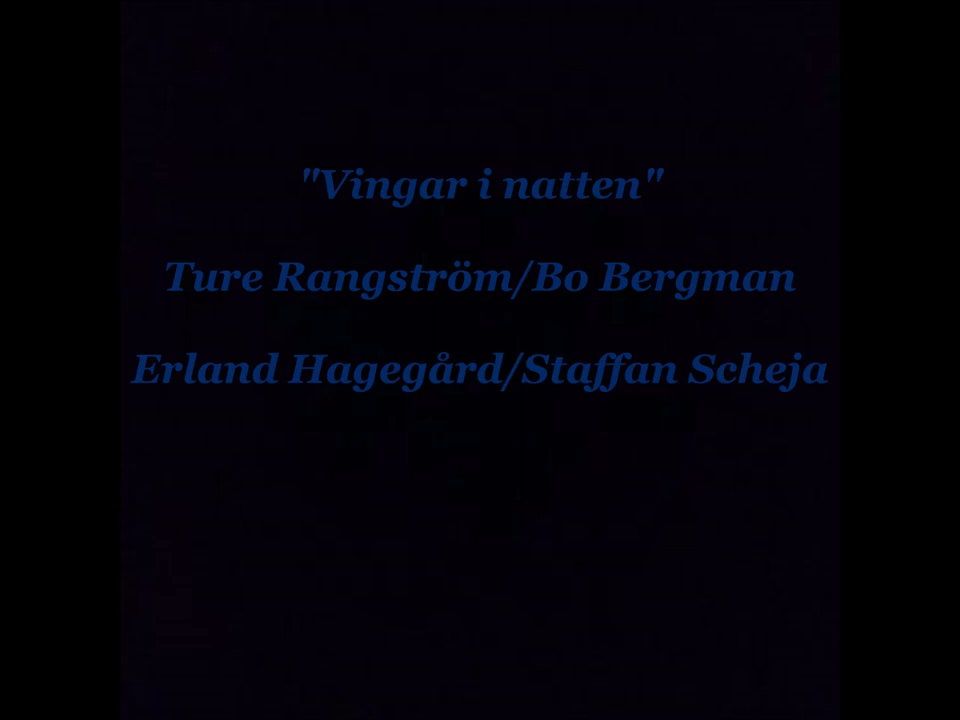 "Vingar i natten"
Ture Rangström/Bo Bergman
Erland Hagegård/Staffan Scheja